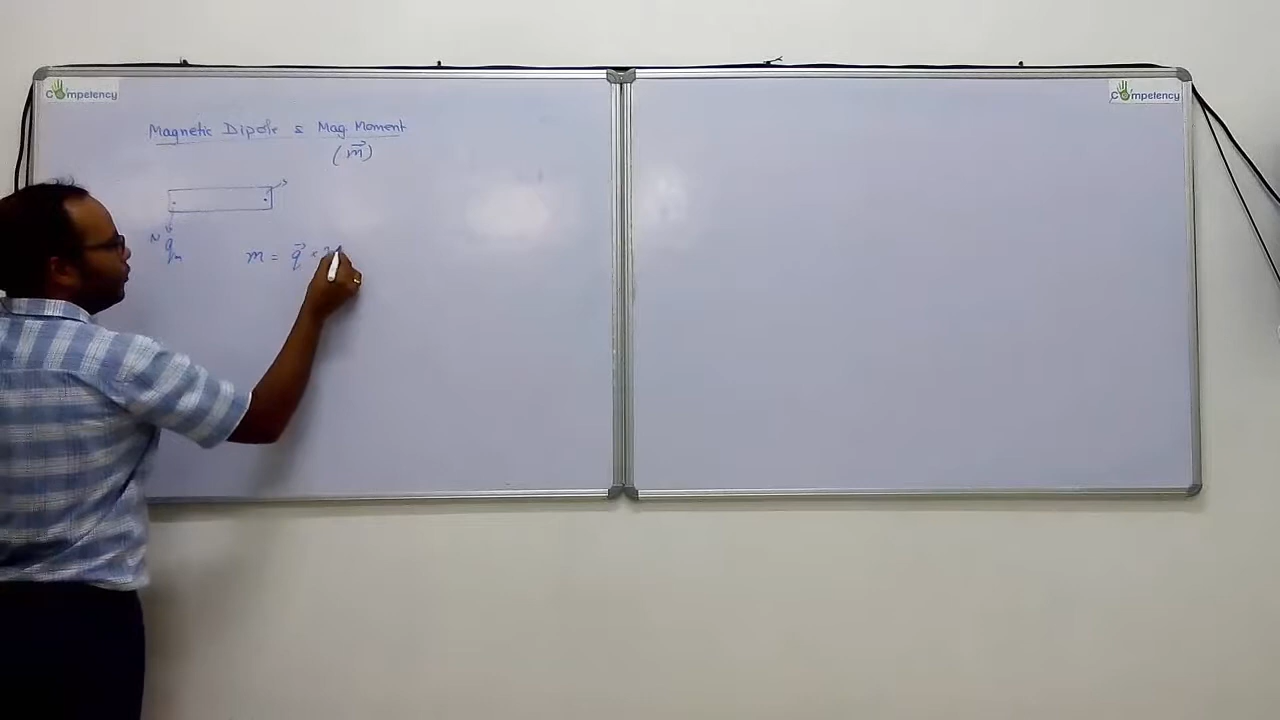 Competency
Competency
Magnetic Dipole & Mag. Moment
(m⃗)
N
qₘ
m = q⃗ ×